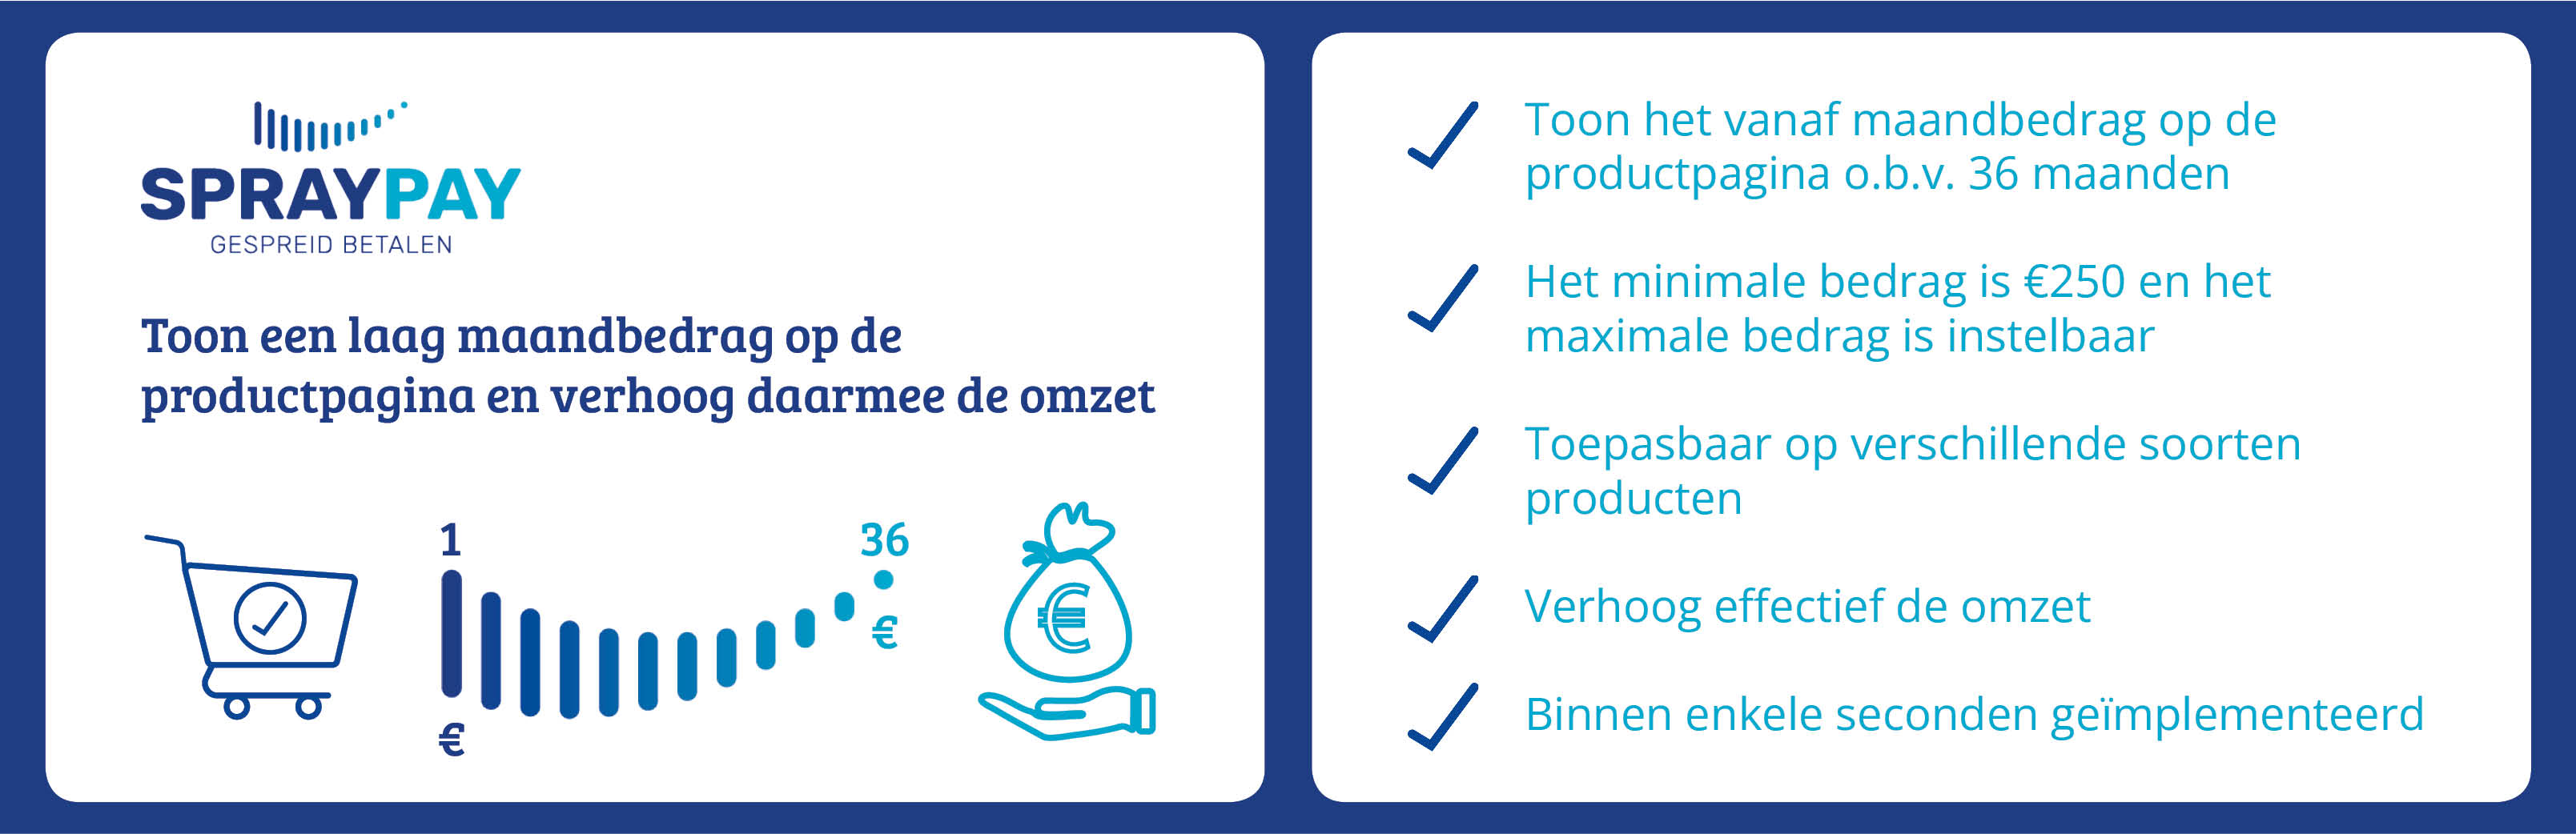 SPRAYPAY
GESPREID BETALEN
Toon een laag maandbedrag op de
productpagina en verhoog daarmee de omzet
1
36
€
€
€
Toon het vanaf maandbedrag op de
productpagina o.b.v. 36 maanden
Het minimale bedrag is €250 en het
maximale bedrag is instelbaar
Toepasbaar op verschillende soorten
producten
Verhoog effectief de omzet
Binnen enkele seconden geïmplementeerd